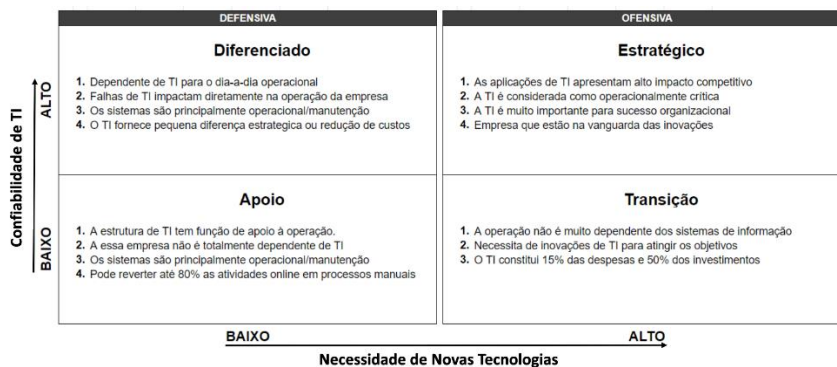 DEFENSIVA
OFENSIVA
Diferenciado
1. Dependente de TI para o dia-a-dia operacional
2. Falhas de TI impactam diretamente na operação da empresa
3. Os sistemas são principalmente operacional/manutenção
4. O TI fornece pequena diferença estrategica ou redução de custos
Estratégico
1. As aplicações de TI apresentam alto impacto competitivo
2. A TI é considerada como operacionalmente crítica
3. A TI é muito importante para sucesso organizacional
4. Empresa que estão na vanguarda das inovações
Apoio
1. A estrutura de TI tem função de apoio à operação.
2. A essa empresa não é totalmente dependente de TI
3. Os sistemas são principalmente operacional/manutenção
4. Pode reverter até 80% as atividades online em processos manuais
Transição
1. A operação não é muito dependente dos sistemas de informação
2. Necessita de inovações de TI para atingir os objetivos
3. O TI constitui 15% das despesas e 50% dos investimentos
Confiabilidade de TI
ALTO
BAIXO
BAIXO
ALTO
Necessidade de Novas Tecnologias